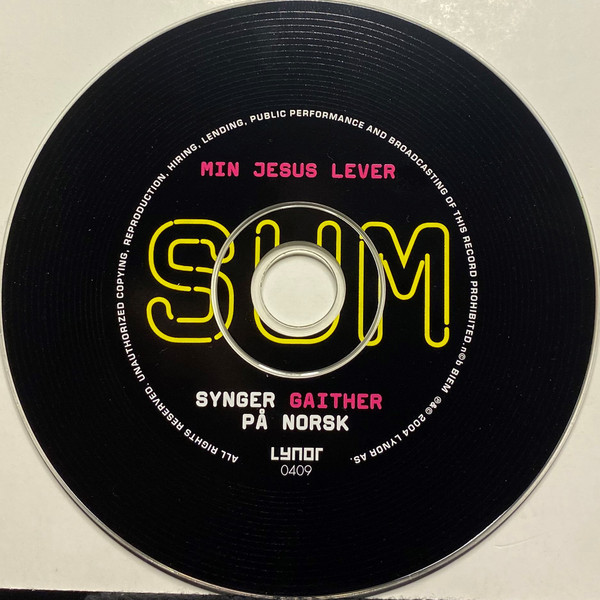 ALL RIGHTS RESERVED. UNAUTHORIZED COPYING, REPRODUCTION, HIRING, LENDING, PUBLIC PERFORMANCE AND BROADCASTING OF THIS RECORD PROHIBITED. n©b BIEM ℗&© 2004 LYNOR AS.
MIN JESUS LEVER
SUM
SYNGER GAITHER
PÅ NORSK
LYNOR
0409